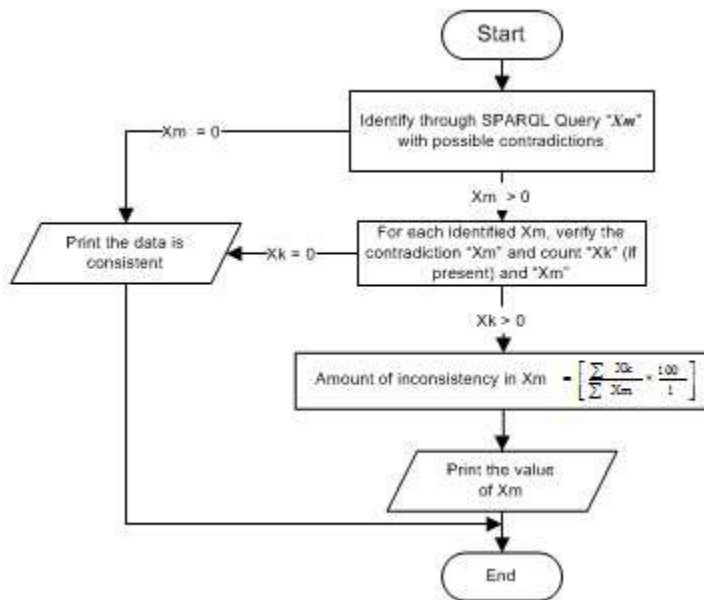 Start
Identify through SPARQL Query "Xm"
with possible contradictions
Xm = 0
Xm > 0
Print the data is
consistent
Xk = 0
For each identified Xm, verify the
contradiction "Xm" and count "Xk" (if
present) and "Xm"
Xk > 0
Amount of inconsistency in Xm = [ ∑ Xk / ∑ Xm * 100 / 1 ]
Print the value
of Xm
End